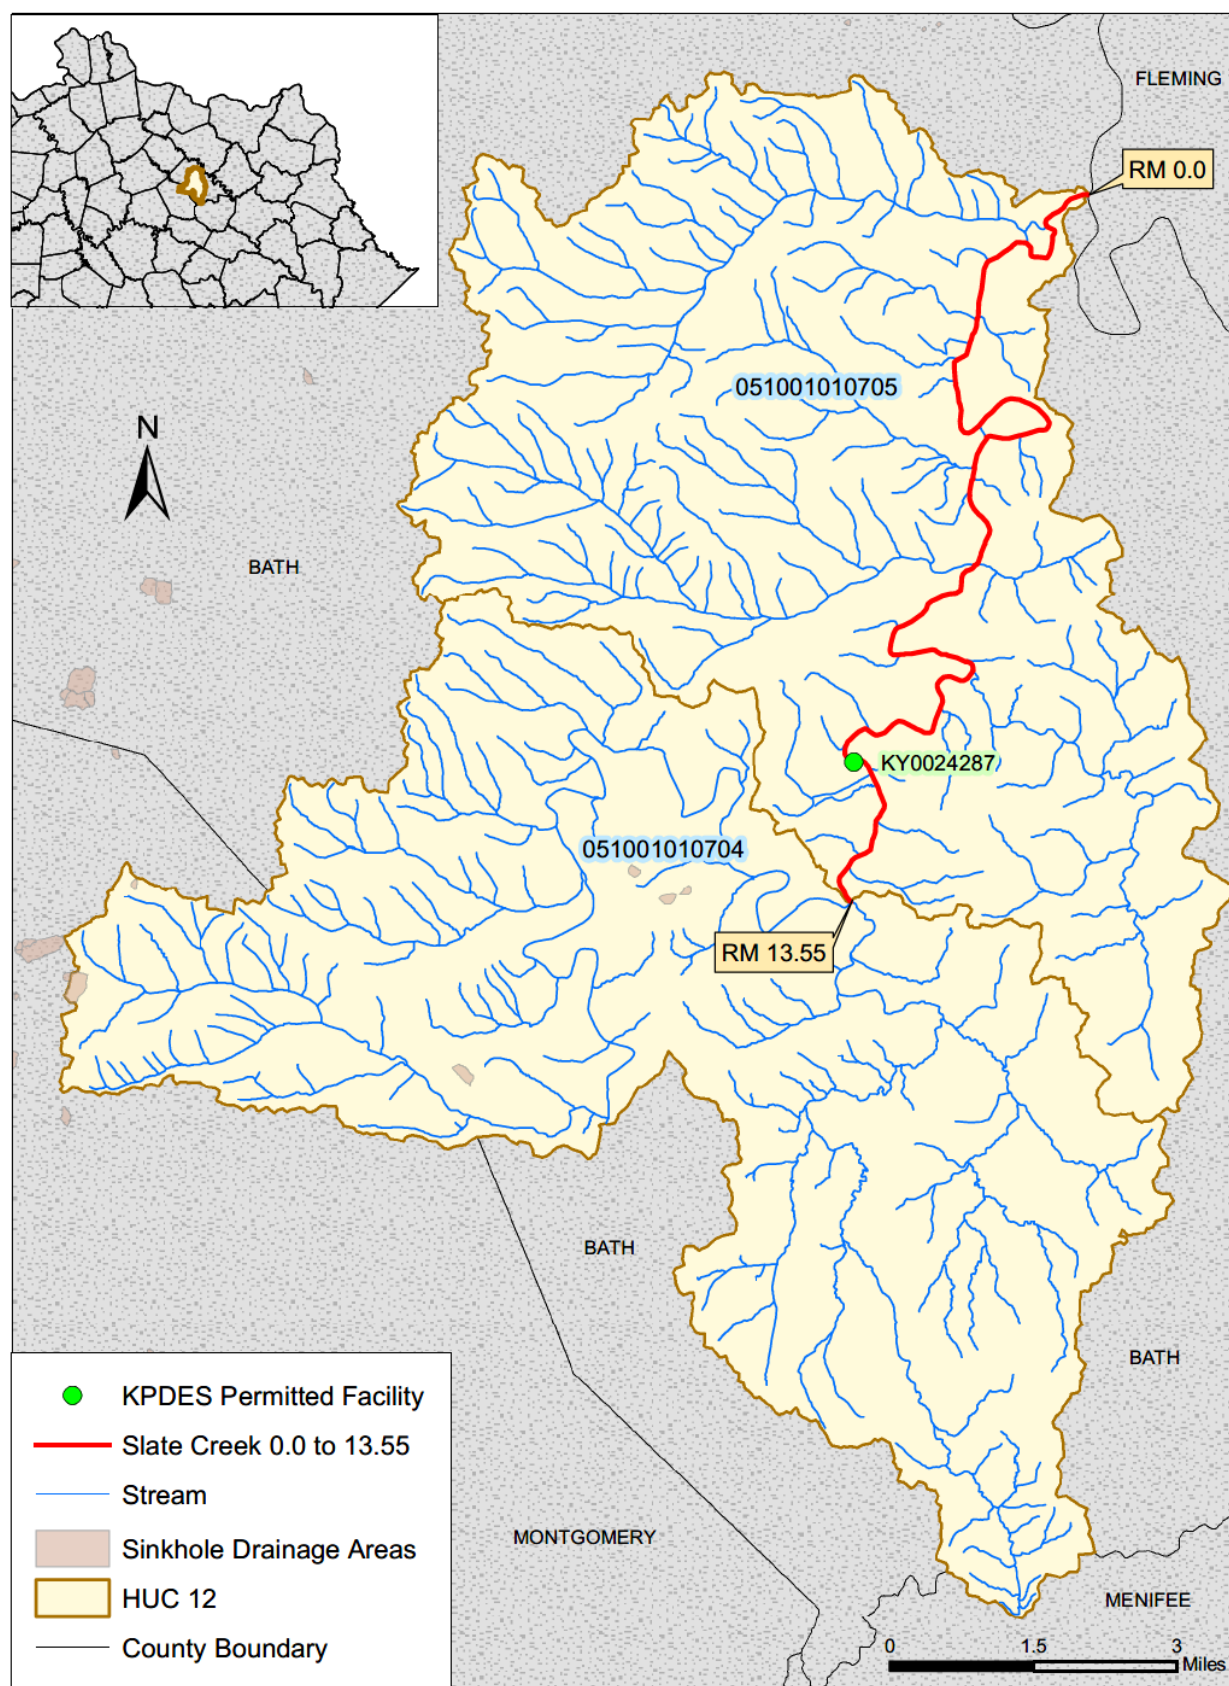 FLEMING
RM 0.0
051001010705
N
BATH
KY0024287
051001010704
RM 13.55
BATH
BATH
MONTGOMERY
MENIFEE
KPDES Permitted Facility
Slate Creek 0.0 to 13.55
Stream
Sinkhole Drainage Areas
HUC 12
County Boundary
0 1.5 3
Miles